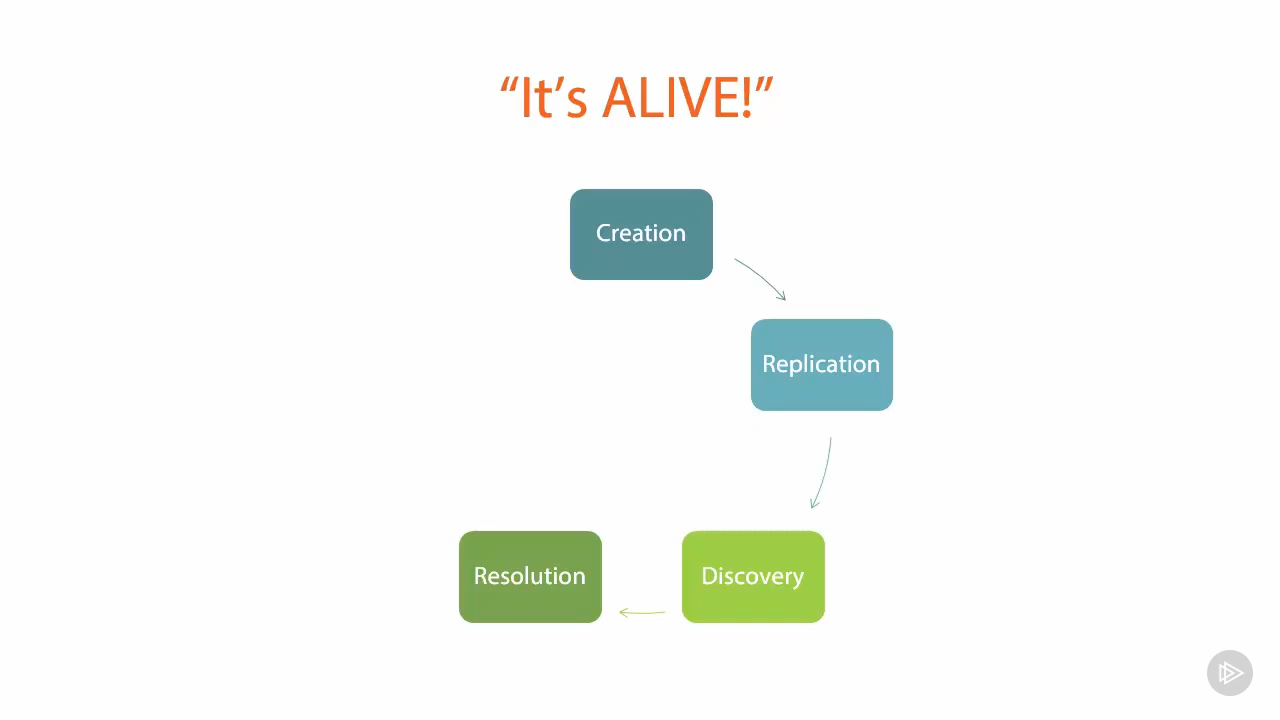 “It’s ALIVE!”
Creation
Replication
Discovery
Resolution